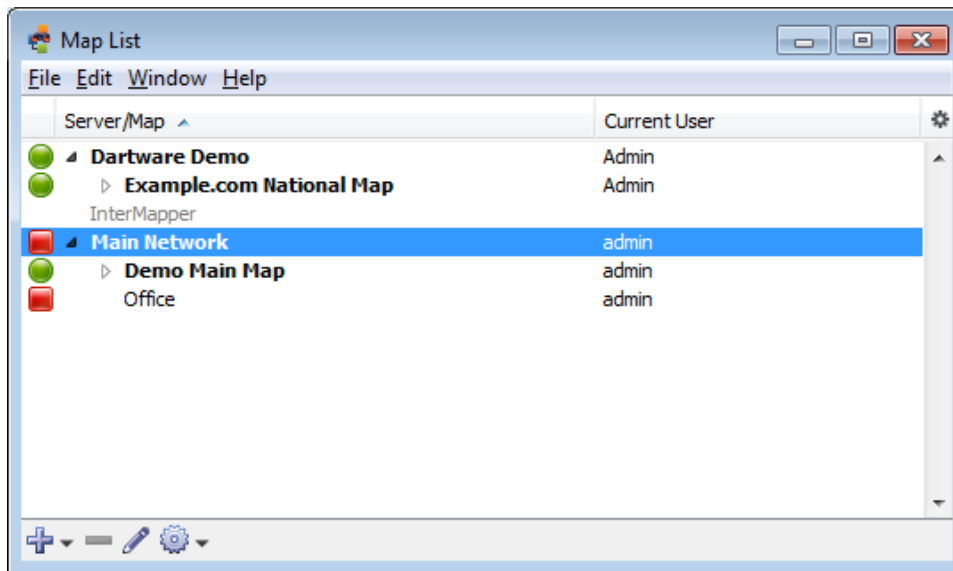 Map List
File Edit Window Help
Server/Map Current User
Dartware Demo Admin
Example.com National Map Admin
InterMapper
Main Network admin
Demo Main Map admin
Office admin